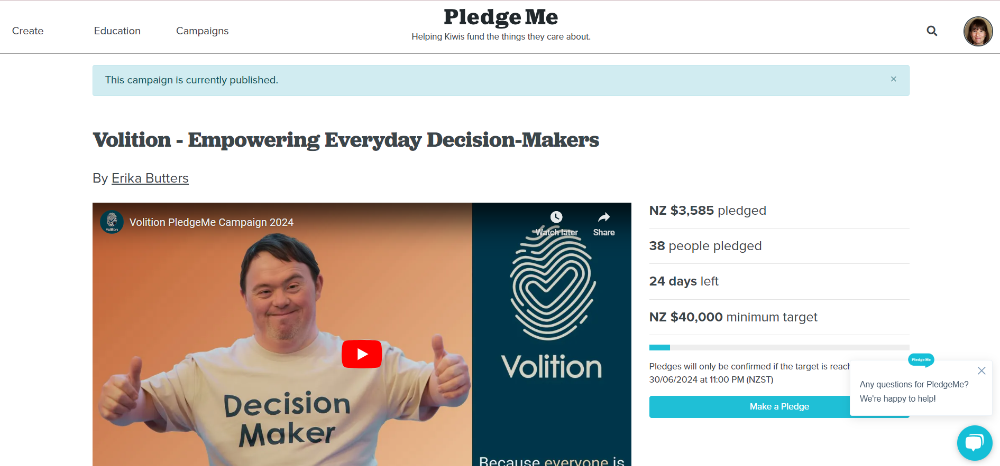 Create
Education
Campaigns
Pledge Me
Helping Kiwis fund the things they care about.
This campaign is currently published.
×
Volition - Empowering Everyday Decision-Makers
By Erika Butters
Volition
Volition PledgeMe Campaign 2024
Watch later
Share
Decision
Maker
Volition
Because everyone is
NZ $3,585 pledged
38 people pledged
24 days left
NZ $40,000 minimum target
Pledges will only be confirmed if the target is reach
30/06/2024 at 11:00 PM (NZST)
Make a Pledge
Pledge Me
Any questions for PledgeMe?
We're happy to help!